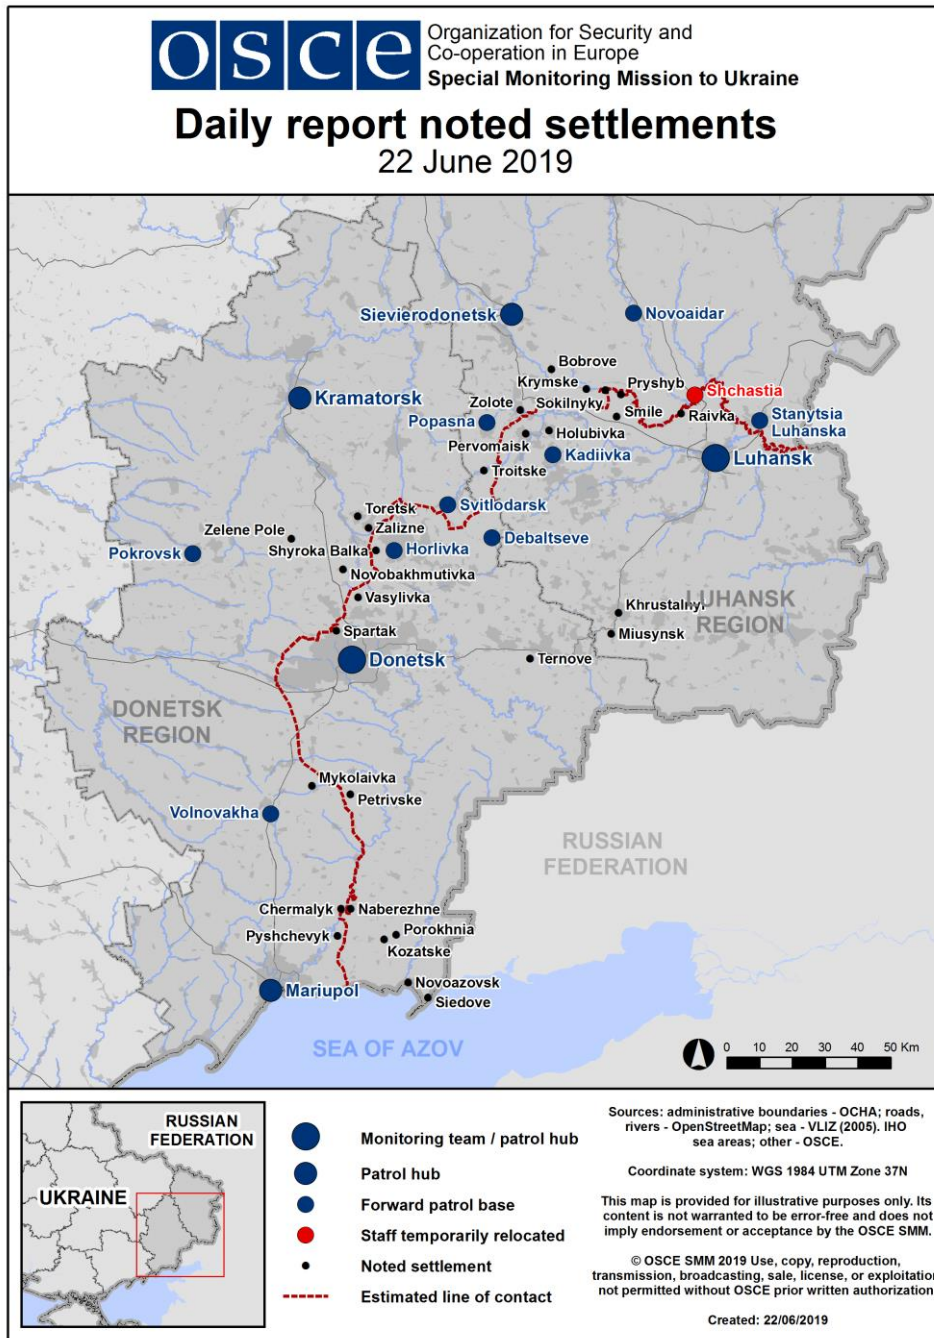 osce
Organization for Security and
Co-operation in Europe
Special Monitoring Mission to Ukraine
Daily report noted settlements
22 June 2019
Sievierodonetsk
Novoaidar
Bobrove
Krymske
Pryshyb
Shchastia
Kramatorsk
Zolote
Sokilnyky
Smile
Raivka
Stanytsia
Luhanska
Popasna
Holubivka
Pervomaisk
Kadiivka
Luhansk
Troitske
Svitlodarsk
Toretsk
Zalizne
Zelene Pole
Debaltseve
Pokrovsk
Shyroka Balka
Horlivka
Novobakhmutivka
Vasylivka
Khrustalnyi
LUHANSK
REGION
Miusynsk
Spartak
Donetsk
Ternove
DONETSK
REGION
Mykolaivka
Petrivske
Volnovakha
RUSSIAN
FEDERATION
Chermalyk
Naberezhne
Pyshchevyk
Porokhnia
Kozatske
Mariupol
Novoazovsk
Siedove
SEA OF AZOV
0 10 20 30 40 50 Km
RUSSIAN
FEDERATION
UKRAINE
Monitoring team / patrol hub
Patrol hub
Forward patrol base
Staff temporarily relocated
Noted settlement
Estimated line of contact
Sources: administrative boundaries - OCHA; roads,
rivers - OpenStreetMap; sea - VLIZ (2005). IHO
sea areas; other - OSCE.
Coordinate system: WGS 1984 UTM Zone 37N
This map is provided for illustrative purposes only. Its
content is not warranted to be error-free and does not
imply endorsement or acceptance by the OSCE SMM.
© OSCE SMM 2019 Use, copy, reproduction,
transmission, broadcasting, sale, license, or exploitation
not permitted without OSCE prior written authorization
Created: 22/06/2019